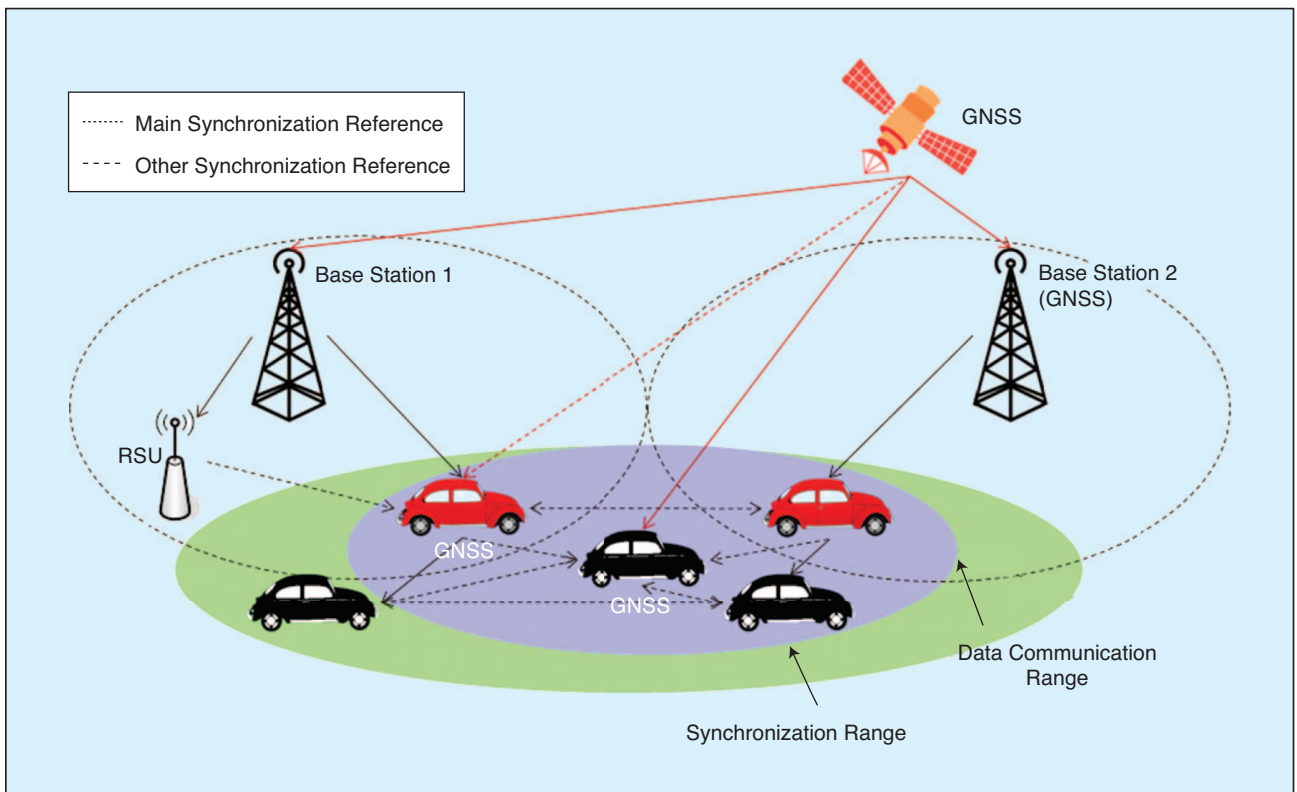 Main Synchronization Reference
Other Synchronization Reference
GNSS
Base Station 1
Base Station 2
(GNSS)
RSU
GNSS
GNSS
Data Communication
Range
Synchronization Range